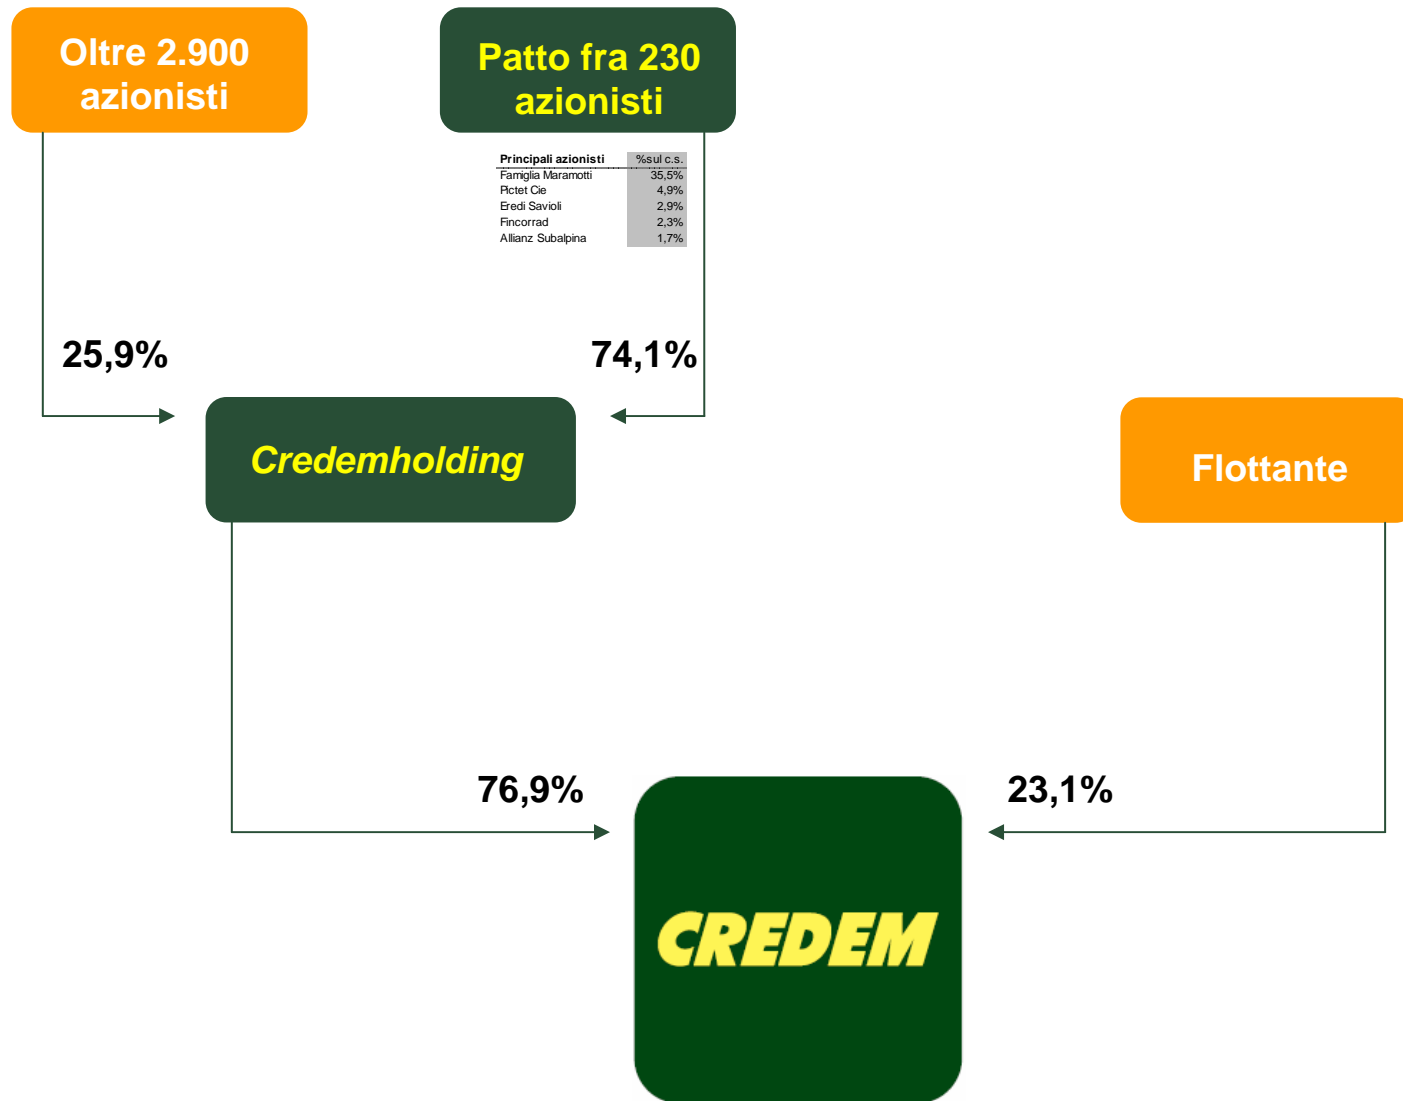 Oltre 2.900
azionisti
Patto fra 230
azionisti
Principali azionisti %sul c.s.
Famiglia Maramotti 35,5%
Pictet Cie 4,9%
Eredi Savioli 2,9%
Fincorrad 2,3%
Allianz Subalpina 1,7%
25,9%
74,1%
Credemholding
Flottante
76,9%
23,1%
CREDEM